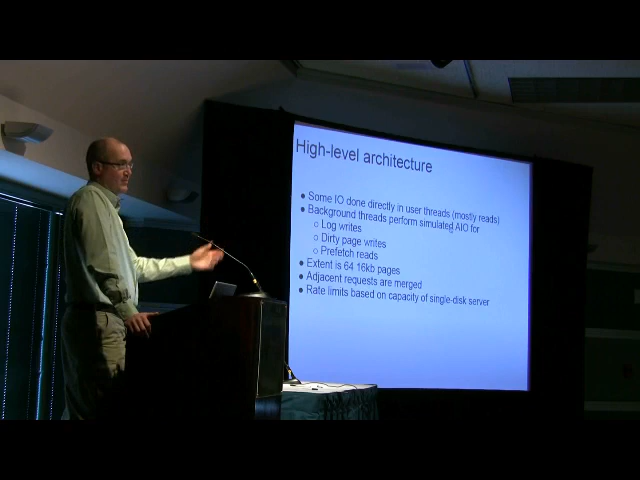 High-level architecture
● Some IO done directly in user threads (mostly reads)
● Background threads perform simulated AIO for
○ Log writes
○ Dirty page writes
○ Prefetch reads
● Extent is 64 16kb pages
● Adjacent requests are merged
● Rate limits based on capacity of single-disk server